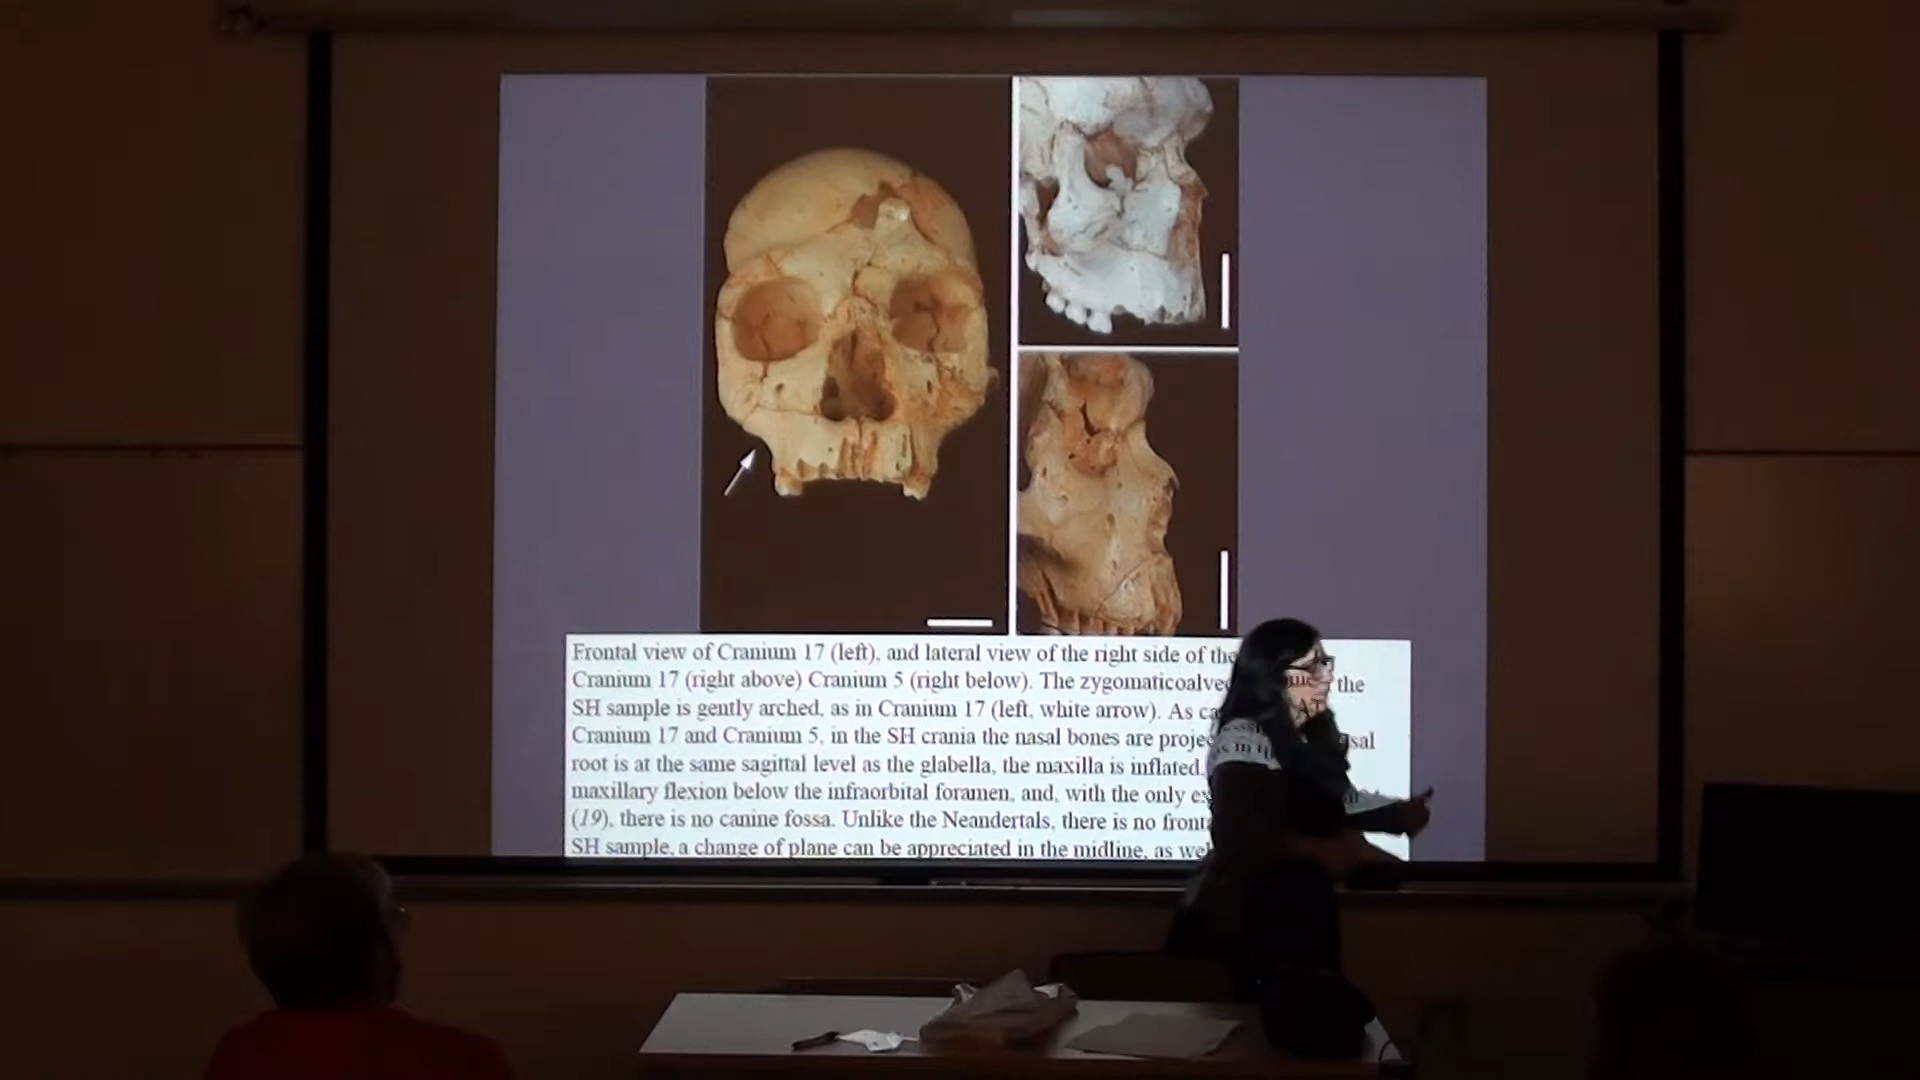 Frontal view of Cranium 17 (left), and lateral view of the right side of the
Cranium 17 (right above) Cranium 5 (right below). The the
SH sample is gently arched, as in Cranium 17 (left, white arrow). As
Cranium 17 and Cranium 5, in the SH crania the nasal bones are
root is at the same sagittal level as the glabella, the maxilla is inflated,
maxillary flexion below the infraorbital foramen, and, with the only
(19), there is no canine fossa. Unlike the Neandertals, there is no
SH sample, a change of plane can be appreciated in the midline, as